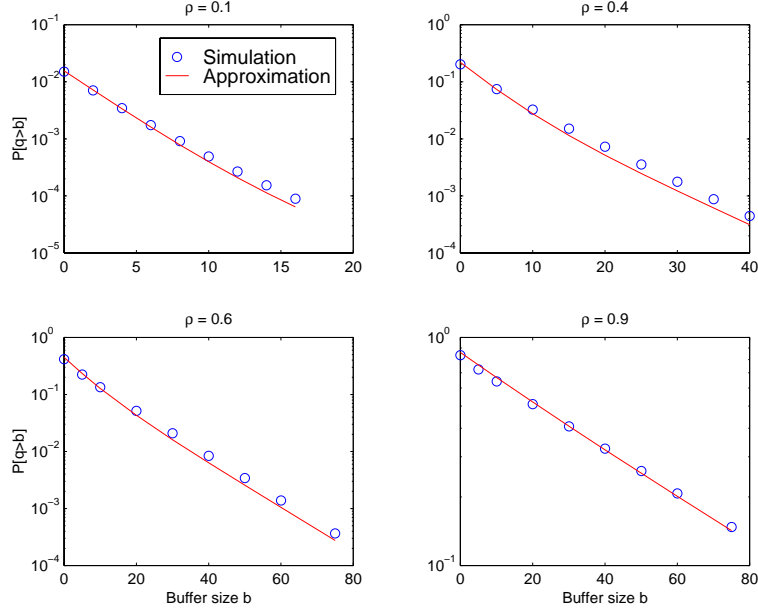 ρ = 0.1
10^-1
10^-2
10^-3
10^-4
10^-5
0 5 10 15 20
P[q>b]
Simulation
Approximation
ρ = 0.4
10^0
10^-1
10^-2
10^-3
10^-4
0 10 20 30 40
ρ = 0.6
10^0
10^-1
10^-2
10^-3
10^-4
0 20 40 60 80
P[q>b]
Buffer size b
ρ = 0.9
10^0
10^-1
0 20 40 60 80
Buffer size b